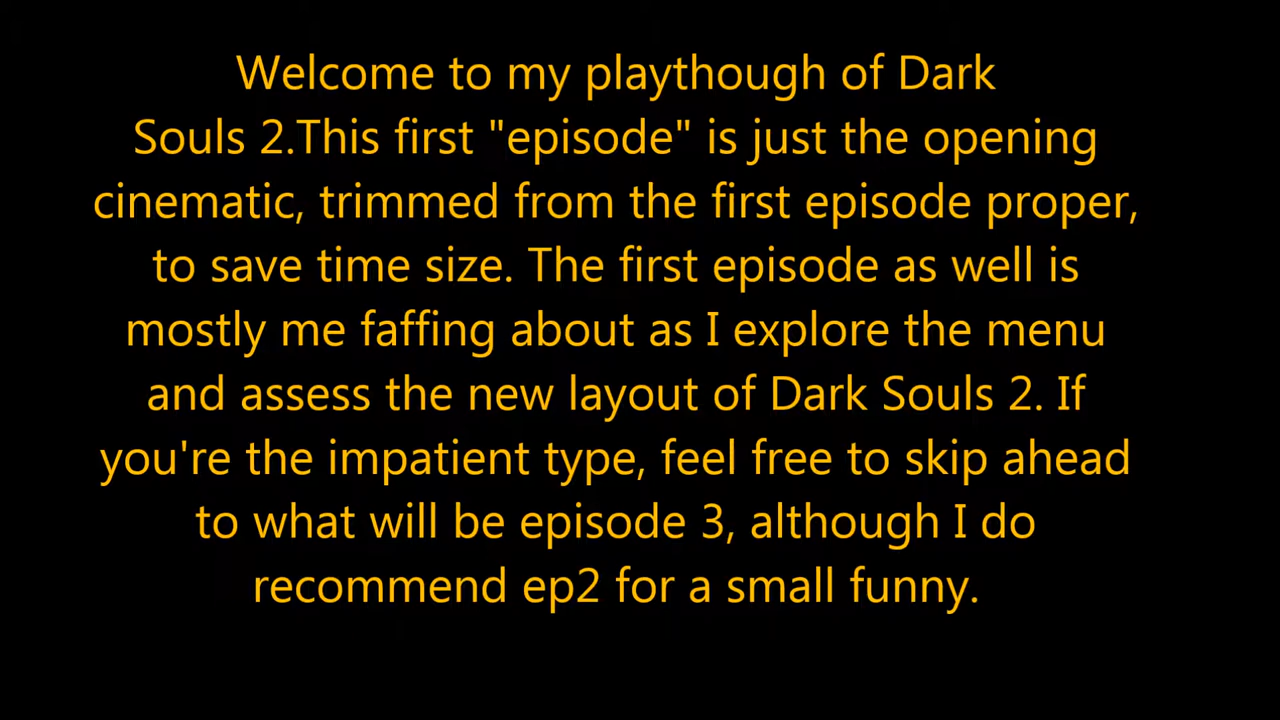 Welcome to my playthough of Dark
Souls 2.This first "episode" is just the opening
cinematic, trimmed from the first episode proper,
to save time size. The first episode as well is
mostly me faffing about as I explore the menu
and assess the new layout of Dark Souls 2. If
you're the impatient type, feel free to skip ahead
to what will be episode 3, although I do
recommend ep2 for a small funny.